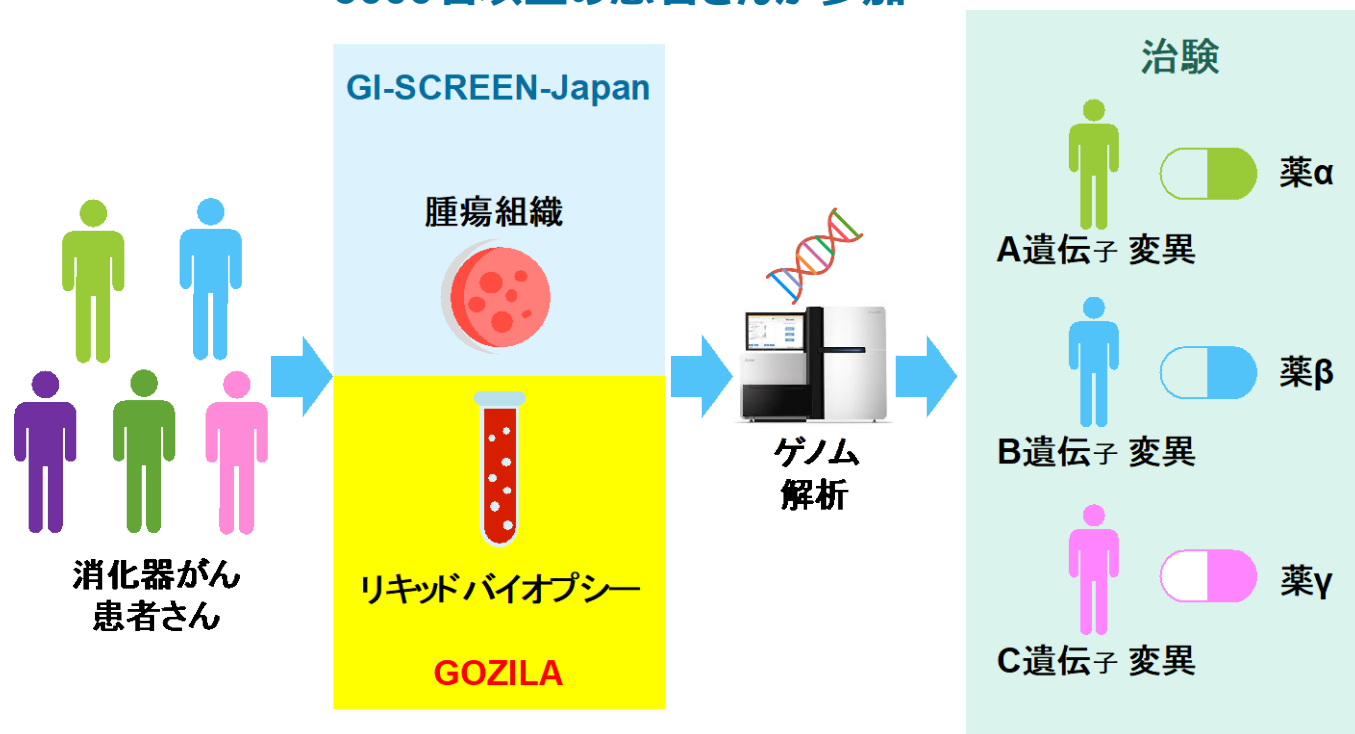 治験
GI-SCREEN-Japan
腫瘍組織
薬α
A遺伝子 変異
薬β
ゲノム
解析
B遺伝子 変異
消化器がん
患者さん
リキッドバイオプシー
薬γ
GOZILA
C遺伝子 変異